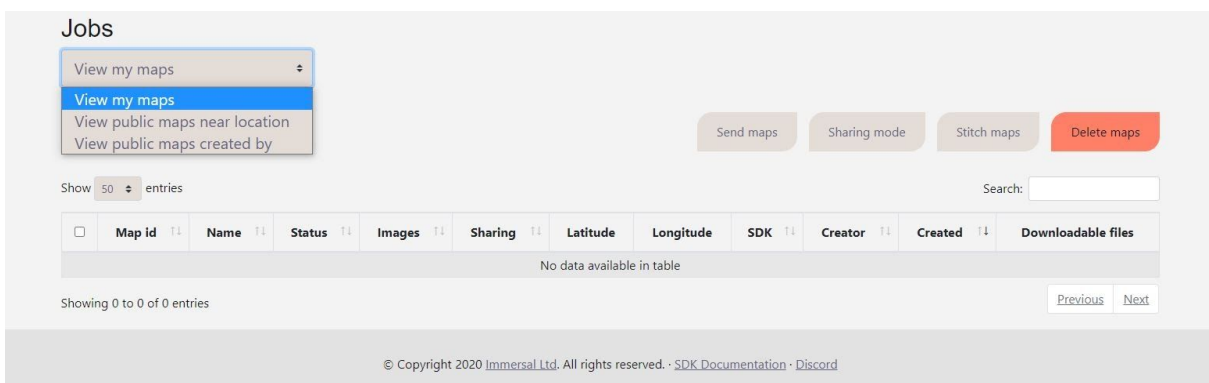 Jobs
View my maps
View my maps
View public maps near location
View public maps created by
Send maps Sharing mode Stitch maps Delete maps
Show 50 entries Search:
Map id Name Status Images Sharing Latitude Longitude SDK Creator Created Downloadable files
No data available in table
Showing 0 to 0 of 0 entries Previous Next
© Copyright 2020 Immersal Ltd. All rights reserved. · SDK Documentation · Discord